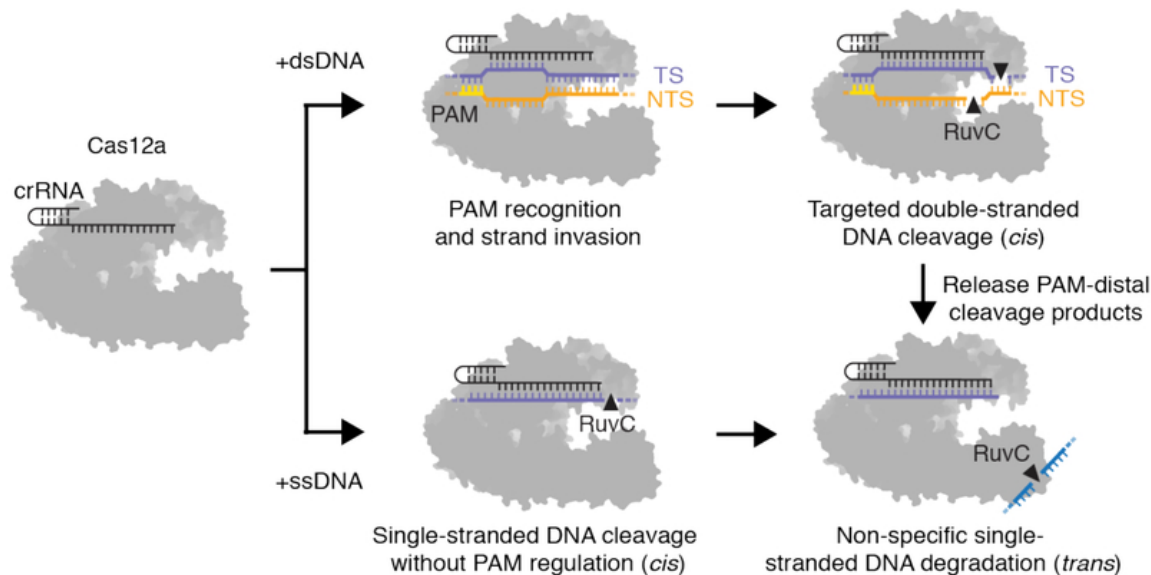 Cas12a
crRNA
+dsDNA
TS
NTS
PAM
PAM recognition
and strand invasion
TS
NTS
RuvC
Targeted double-stranded
DNA cleavage (cis)
Release PAM-distal
cleavage products
+ssDNA
RuvC
Single-stranded DNA cleavage
without PAM regulation (cis)
RuvC
Non-specific single-
stranded DNA degradation (trans)